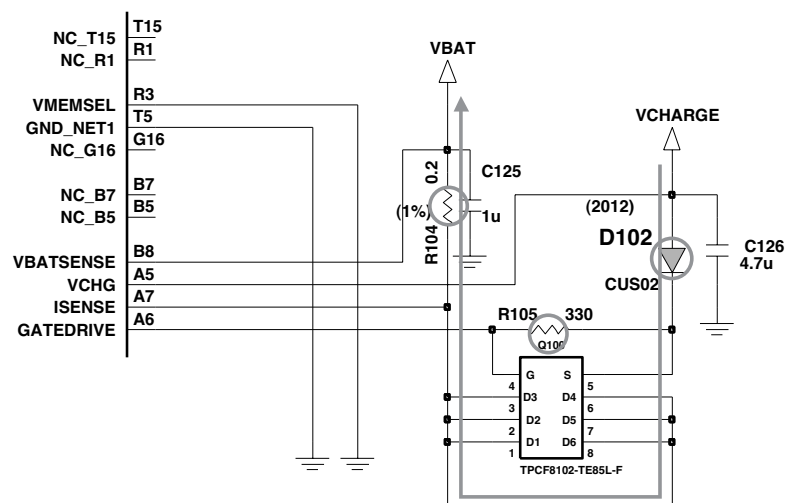 NC_T15 T15
NC_R1 R1
VMEMSEL R3
GND_NET1 T5
NC_G16 G16
NC_B7 B7
NC_B5 B5
VBATSENSE B8
VCHG A5
ISENSE A7
GATEDRIVE A6
VBAT
0.2
(1%)
R104
C125
1u
VCHARGE
(2012)
D102
CUS02
C126
4.7u
R105 330
Q100
G S
4 5
D3 D4
3 6
D2 D5
2 7
D1 D6
1 8
TPCF8102-TE85L-F